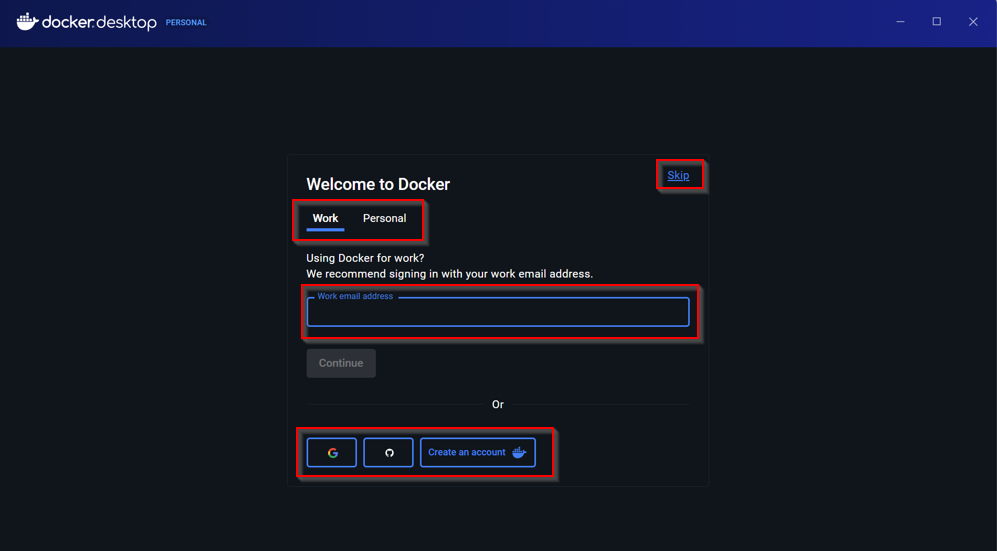 docker.desktop PERSONAL
Skip
Welcome to Docker
Work Personal
Using Docker for work?
We recommend signing in with your work email address.
Work email address
Continue
Or
Create an account